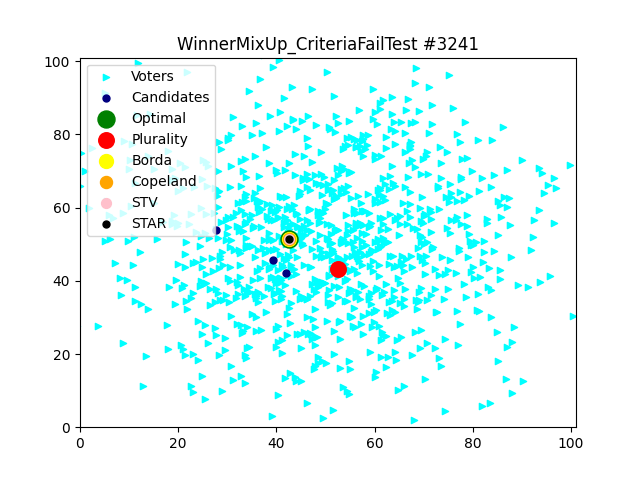 WinnerMixUp_CriteriaFailTest #3241
100
80
60
40
20
0
0
20
40
60
80
100
Voters
Candidates
Optimal
Plurality
Borda
Copeland
STV
STAR